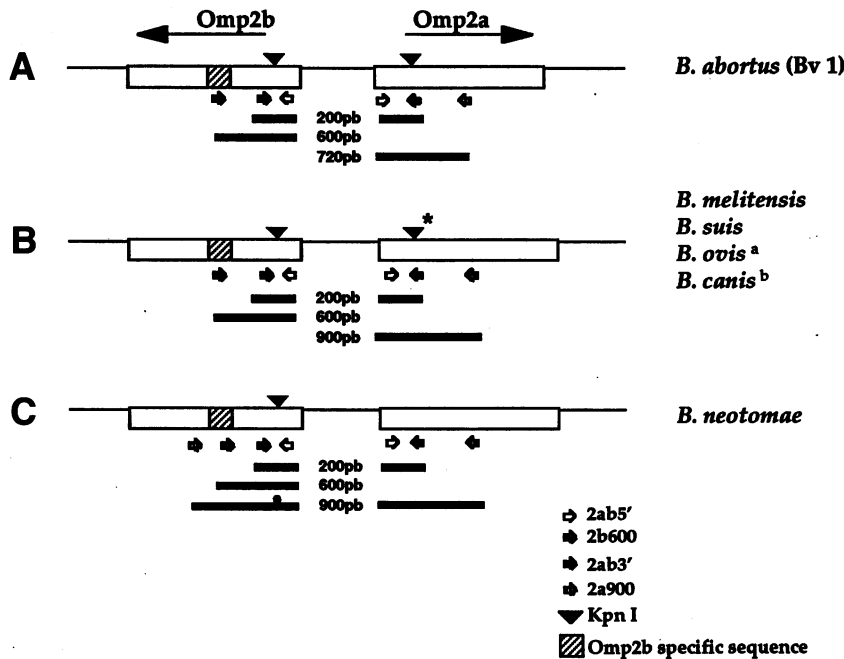 Omp2b Omp2a
A B. abortus (Bv 1)
200pb
600pb
720pb
B * B. melitensis
B. suis
B. ovis a
B. canis b
200pb
600pb
900pb
C B. neotomae
200pb
600pb
900pb
2ab5'
2b600
2ab3'
2a900
Kpn I
Omp2b specific sequence